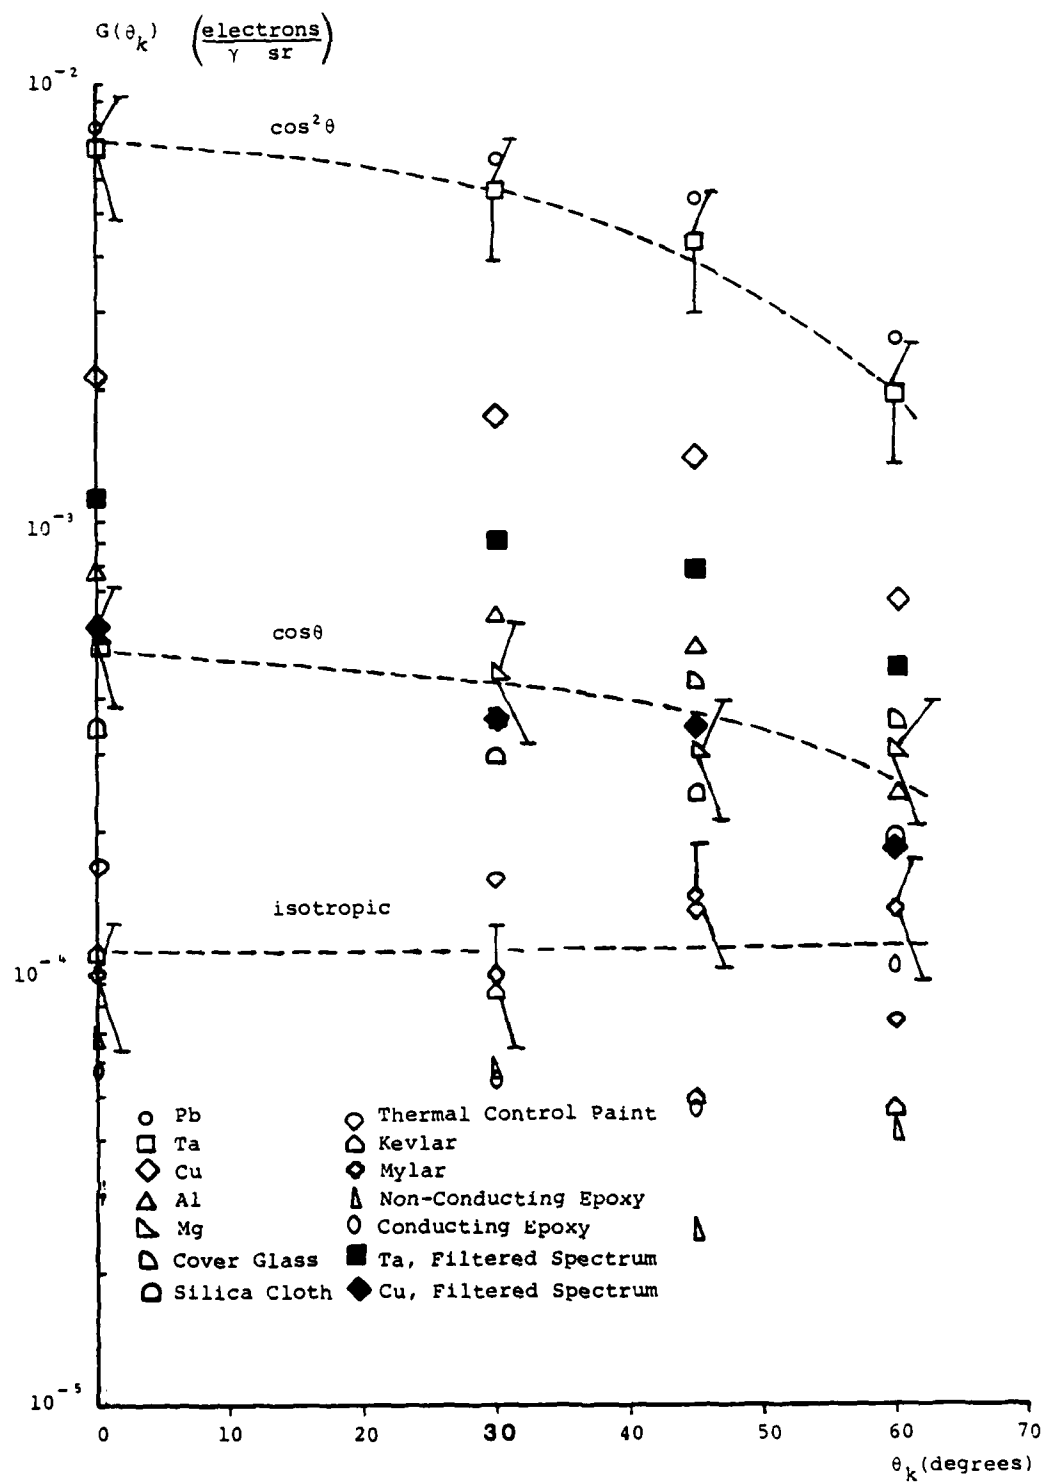 G(θk) (electrons / γ sr)
10⁻²
cos²θ
10⁻³
cosθ
isotropic
10⁻⁴
Pb
Thermal Control Paint
Ta
Kevlar
Cu
Mylar
Al
Non-Conducting Epoxy
Mg
Conducting Epoxy
Cover Glass
Ta, Filtered Spectrum
Silica Cloth
Cu, Filtered Spectrum
10⁻⁵
0 10 20 30 40 50 60 70
θk(degrees)